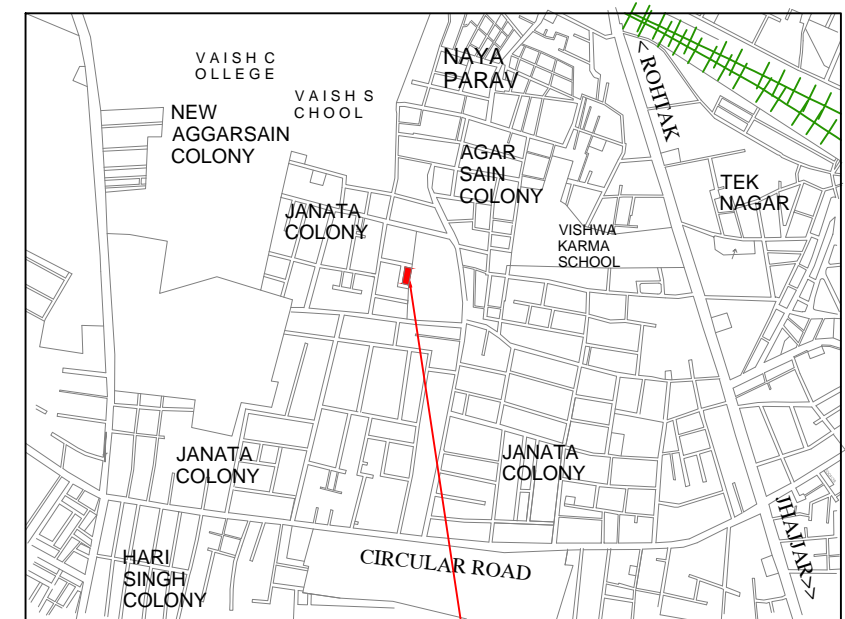 VAISH C
OLLEGE
VAISH S
CHOOL
NAYA
PARAV
< ROHTAK
NEW
AGGARSAIN
COLONY
AGAR
SAIN
COLONY
TEK
NAGAR
JANATA
COLONY
VISHWA
KARMA
SCHOOL
JANATA
COLONY
JANATA
COLONY
JHAJJAR>>
CIRCULAR ROAD
HARI
SINGH
COLONY